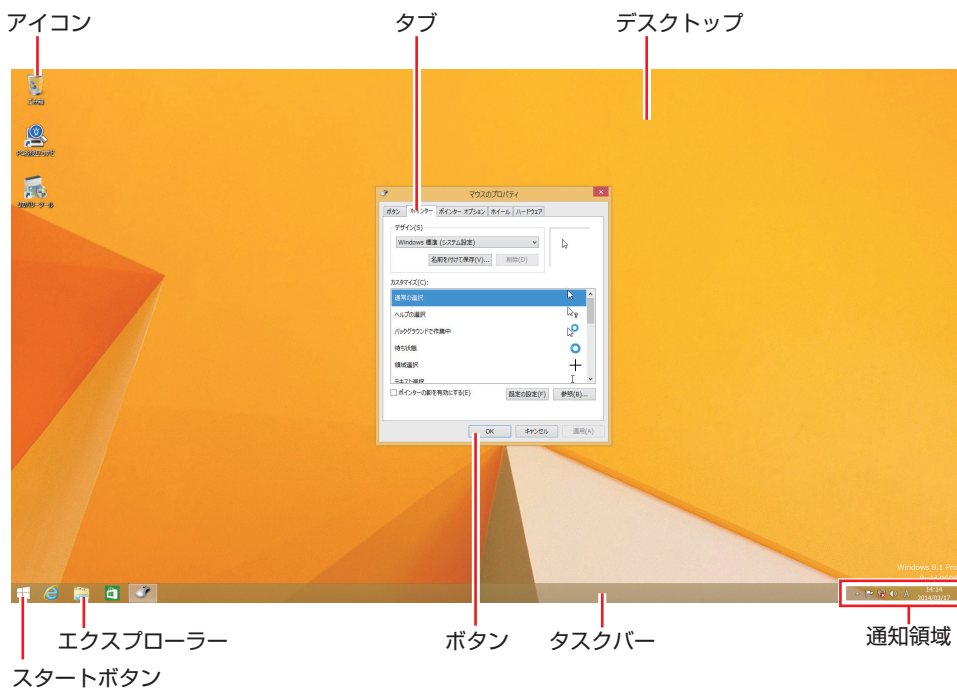 アイコン
タブ
デスクトップ
ごみ箱
マウスのプロパティ
ボタン
ポインター
ポインター オプション
ホイール
ハードウェア
デザイン(S)
Windows 標準 (システム設定)
名前を付けて保存(V)...
削除(D)
カスタマイズ(C):
通常の選択
ヘルプの選択
バックグラウンドで作業中
待ち状態
領域選択
テキスト選択
ポインターの影を有効にする(E)
既定の設定(F)
参照(B)...
OK
キャンセル
適用(A)
Windows 8.1 Pro
A
14:14
2014/03/17
エクスプローラー
ボタン
タスクバー
通知領域
スタートボタン